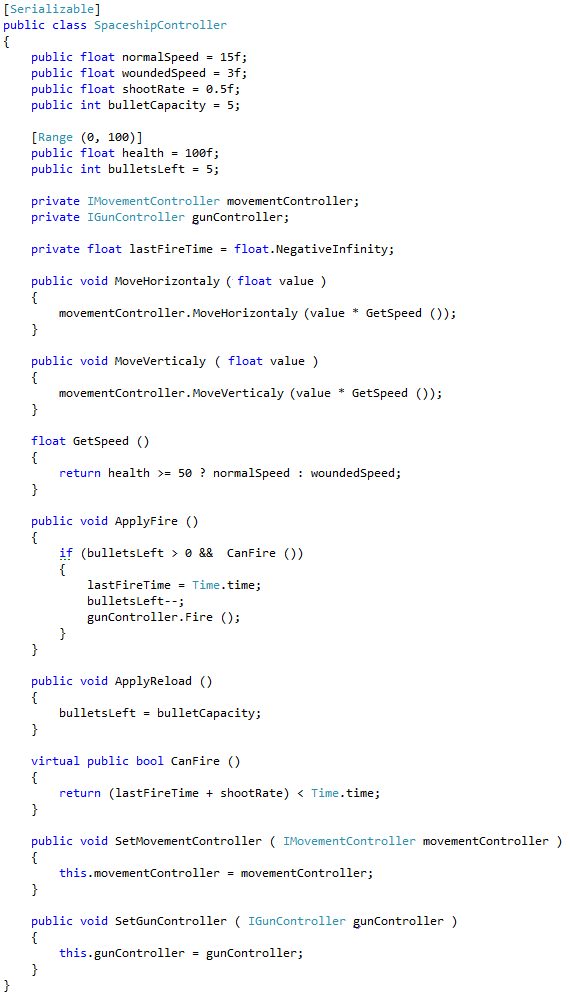 [Serializable]
public class SpaceshipController
{
    public float normalSpeed = 15f;
    public float woundedSpeed = 3f;
    public float shootRate = 0.5f;
    public int bulletCapacity = 5;

    [Range (0, 100)]
    public float health = 100f;
    public int bulletsLeft = 5;

    private IMovementController movementController;
    private IGunController gunController;

    private float lastFireTime = float.NegativeInfinity;

    public void MoveHorizontaly ( float value )
    {
        movementController.MoveHorizontaly (value * GetSpeed ());
    }

    public void MoveVerticaly ( float value )
    {
        movementController.MoveVerticaly (value * GetSpeed ());
    }

    float GetSpeed ()
    {
        return health >= 50 ? normalSpeed : woundedSpeed;
    }

    public void ApplyFire ()
    {
        if (bulletsLeft > 0 &&  CanFire ())
        {
            lastFireTime = Time.time;
            bulletsLeft--;
            gunController.Fire ();
        }
    }

    public void ApplyReload ()
    {
        bulletsLeft = bulletCapacity;
    }

    virtual public bool CanFire ()
    {
        return (lastFireTime + shootRate) < Time.time;
    }

    public void SetMovementController ( IMovementController movementController )
    {
        this.movementController = movementController;
    }

    public void SetGunController ( IGunController gunController )
    {
        this.gunController = gunController;
    }
}